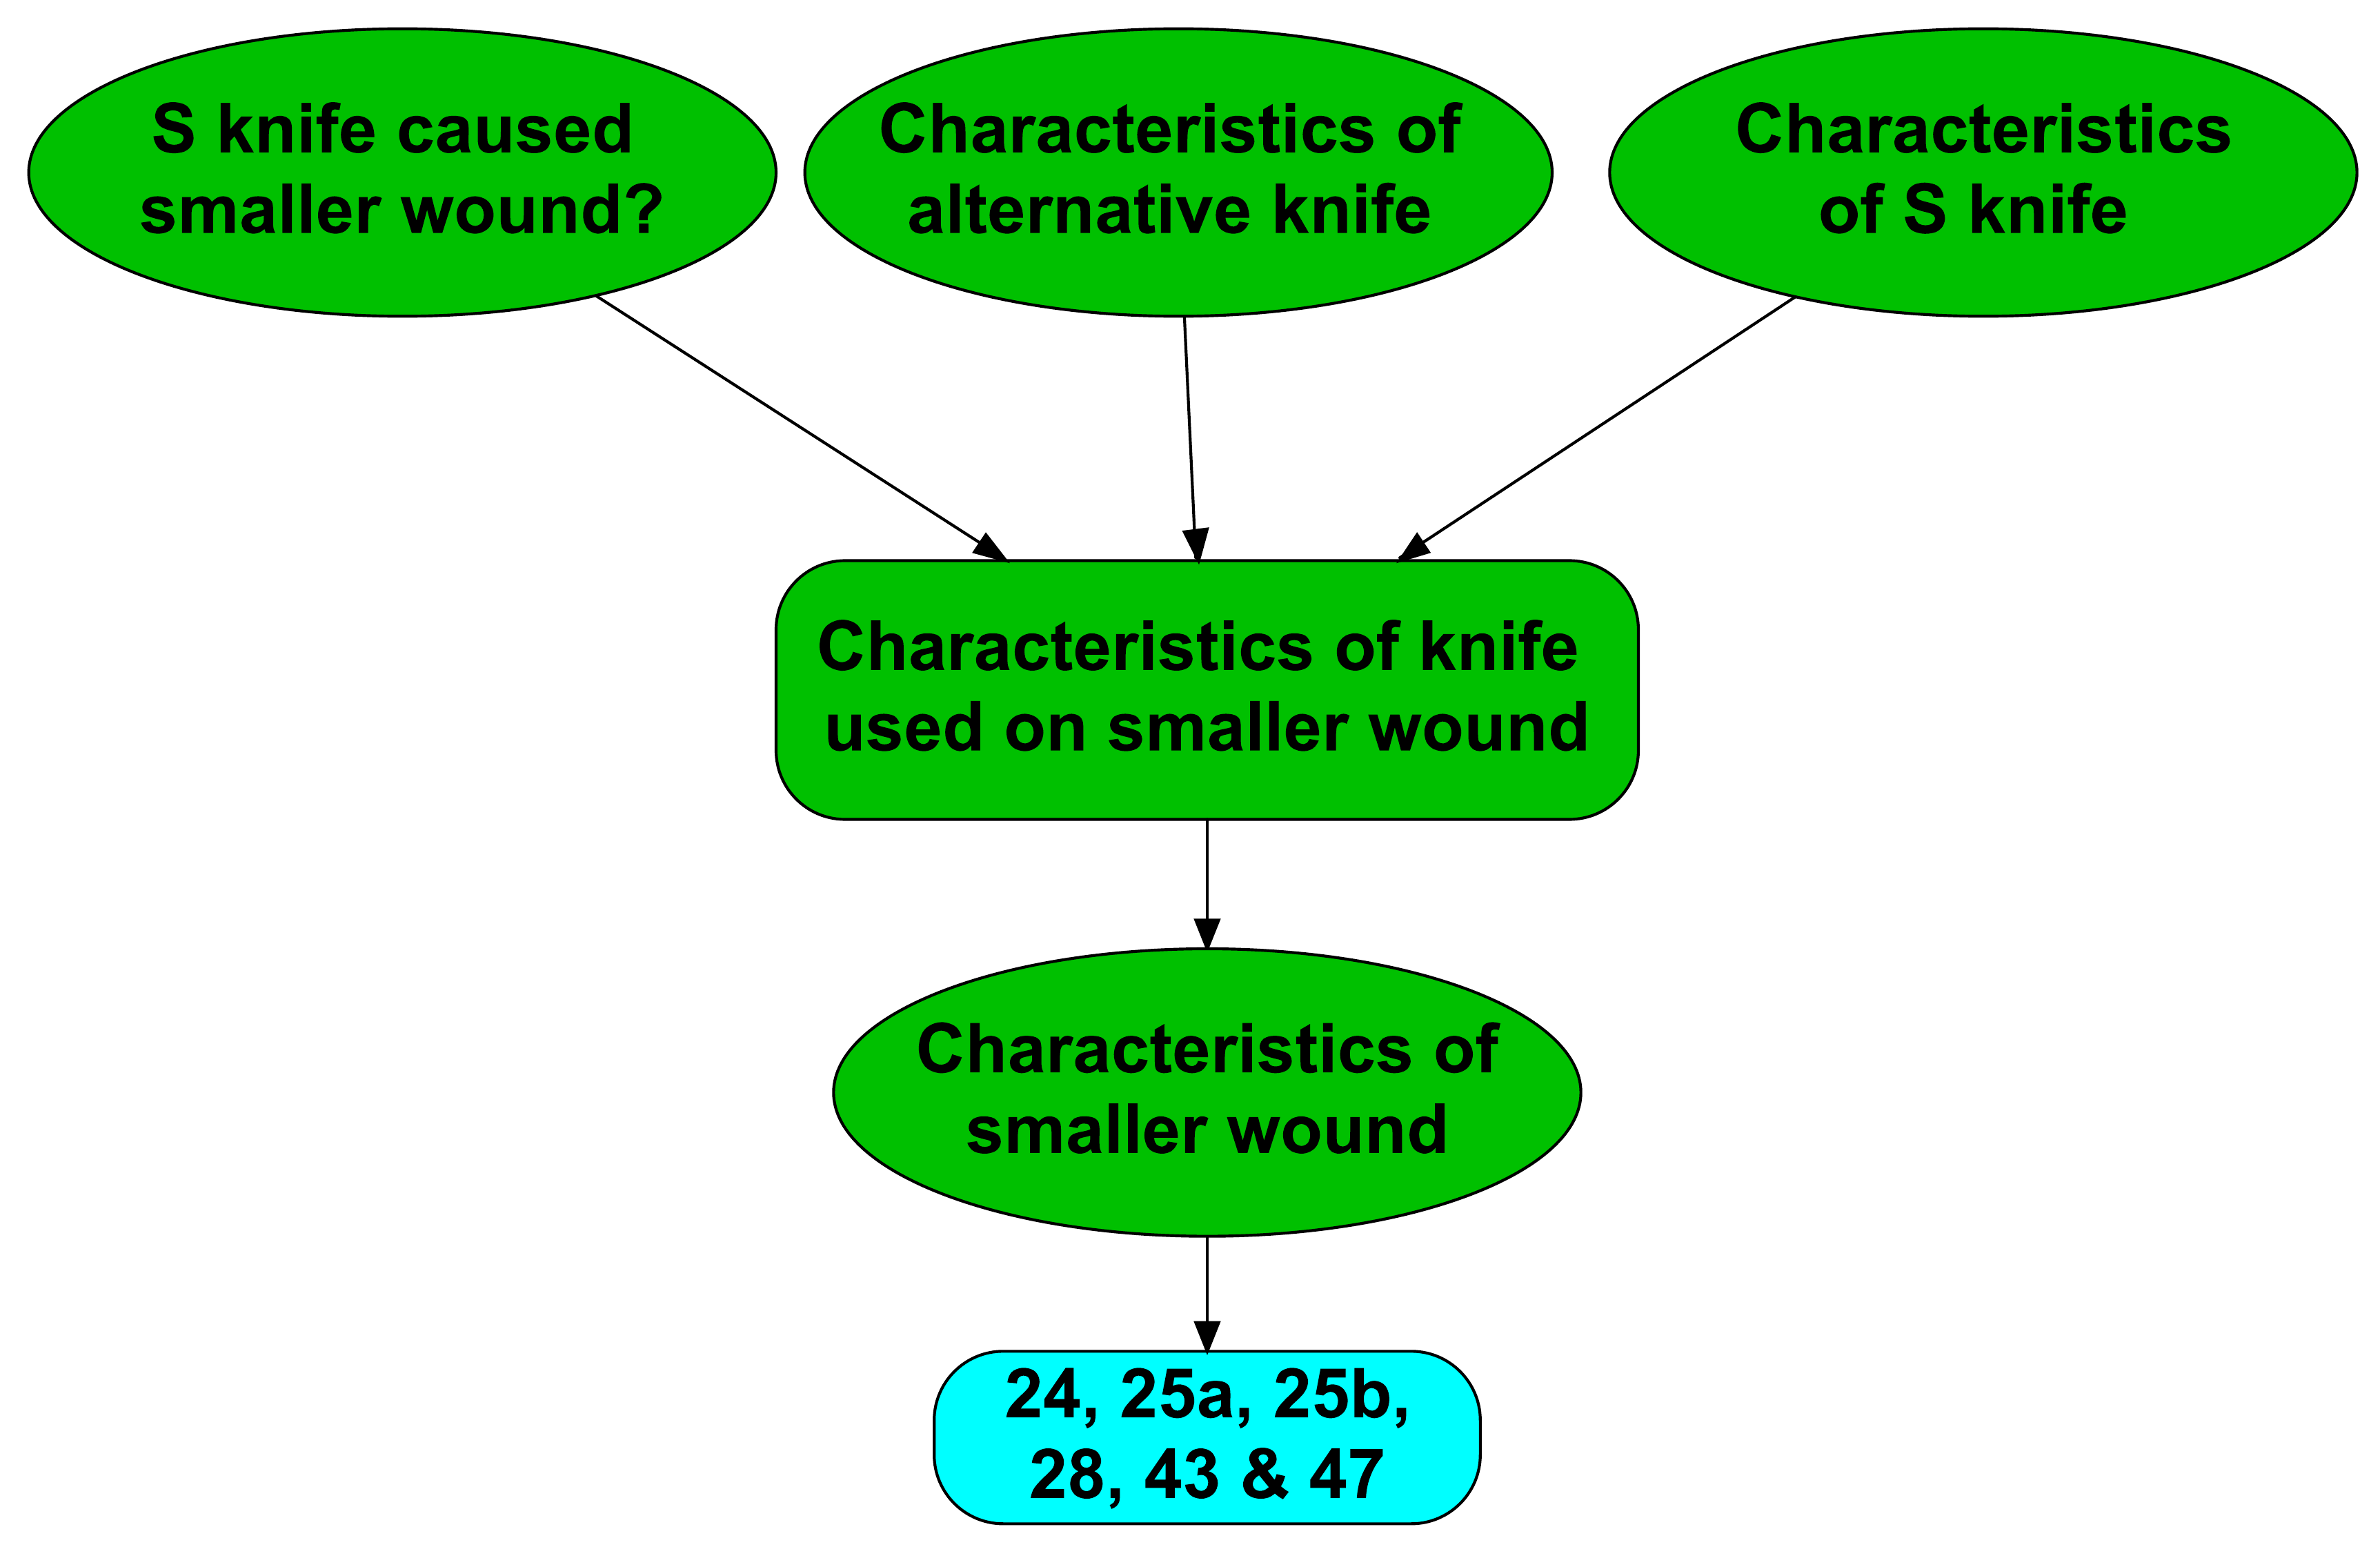 S knife caused
smaller wound?
Characteristics of
alternative knife
Characteristics
of S knife
Characteristics of knife
used on smaller wound
Characteristics of
smaller wound
24, 25a, 25b,
28, 43 & 47